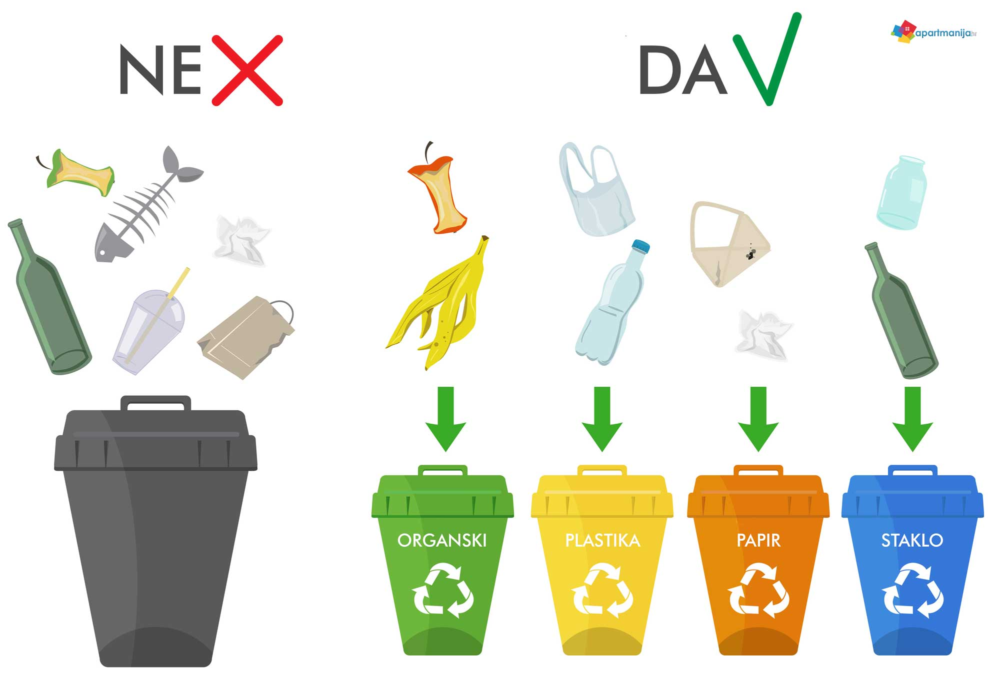 NE
DA
apartmanija.hr
ORGANSKI
PLASTIKA
PAPIR
STAKLO